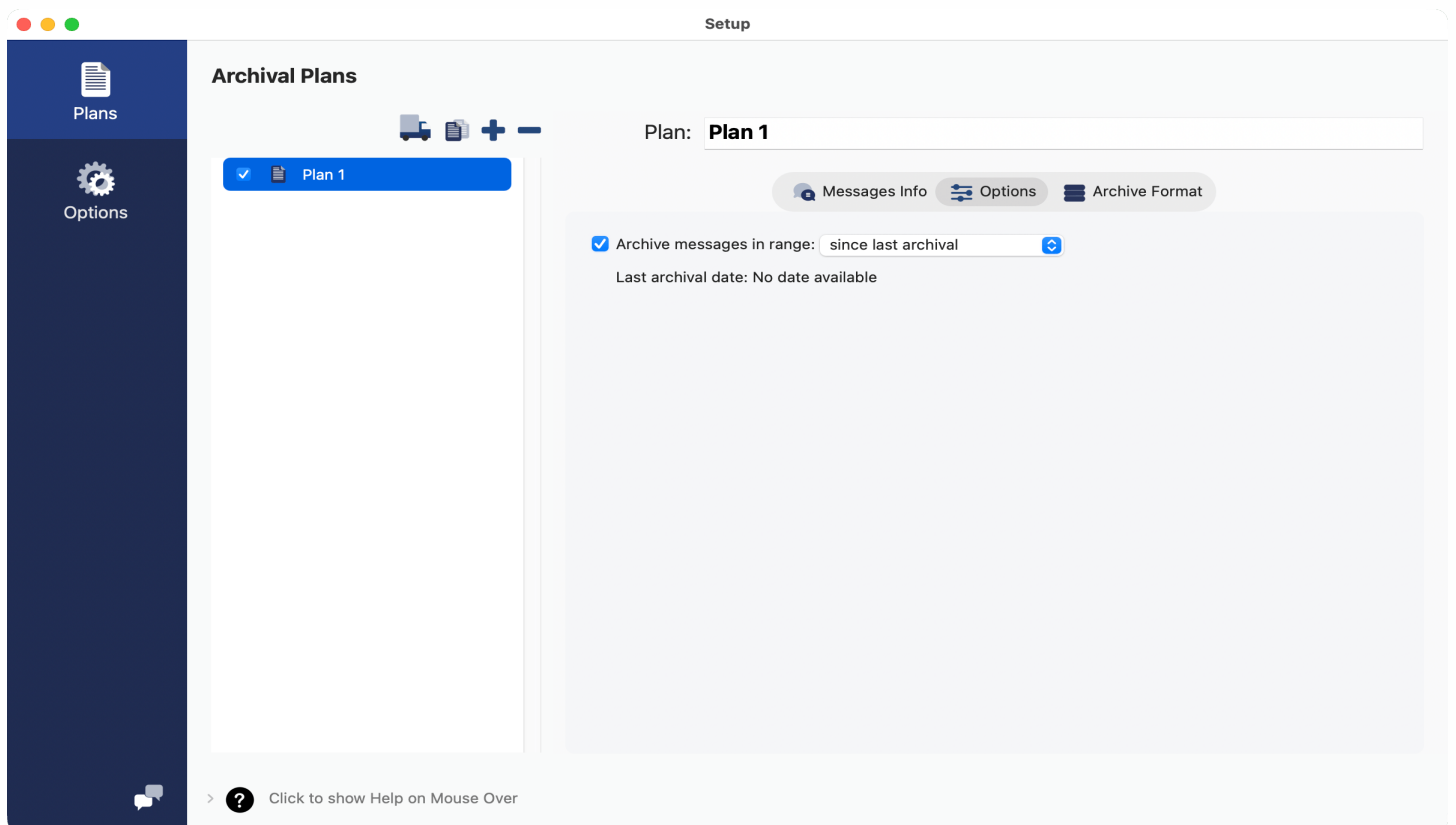 Setup
Plans
Options
Archival Plans
Plan 1
Plan: Plan 1
Messages Info Options Archive Format
Archive messages in range: since last archival
Last archival date: No date available
? Click to show Help on Mouse Over